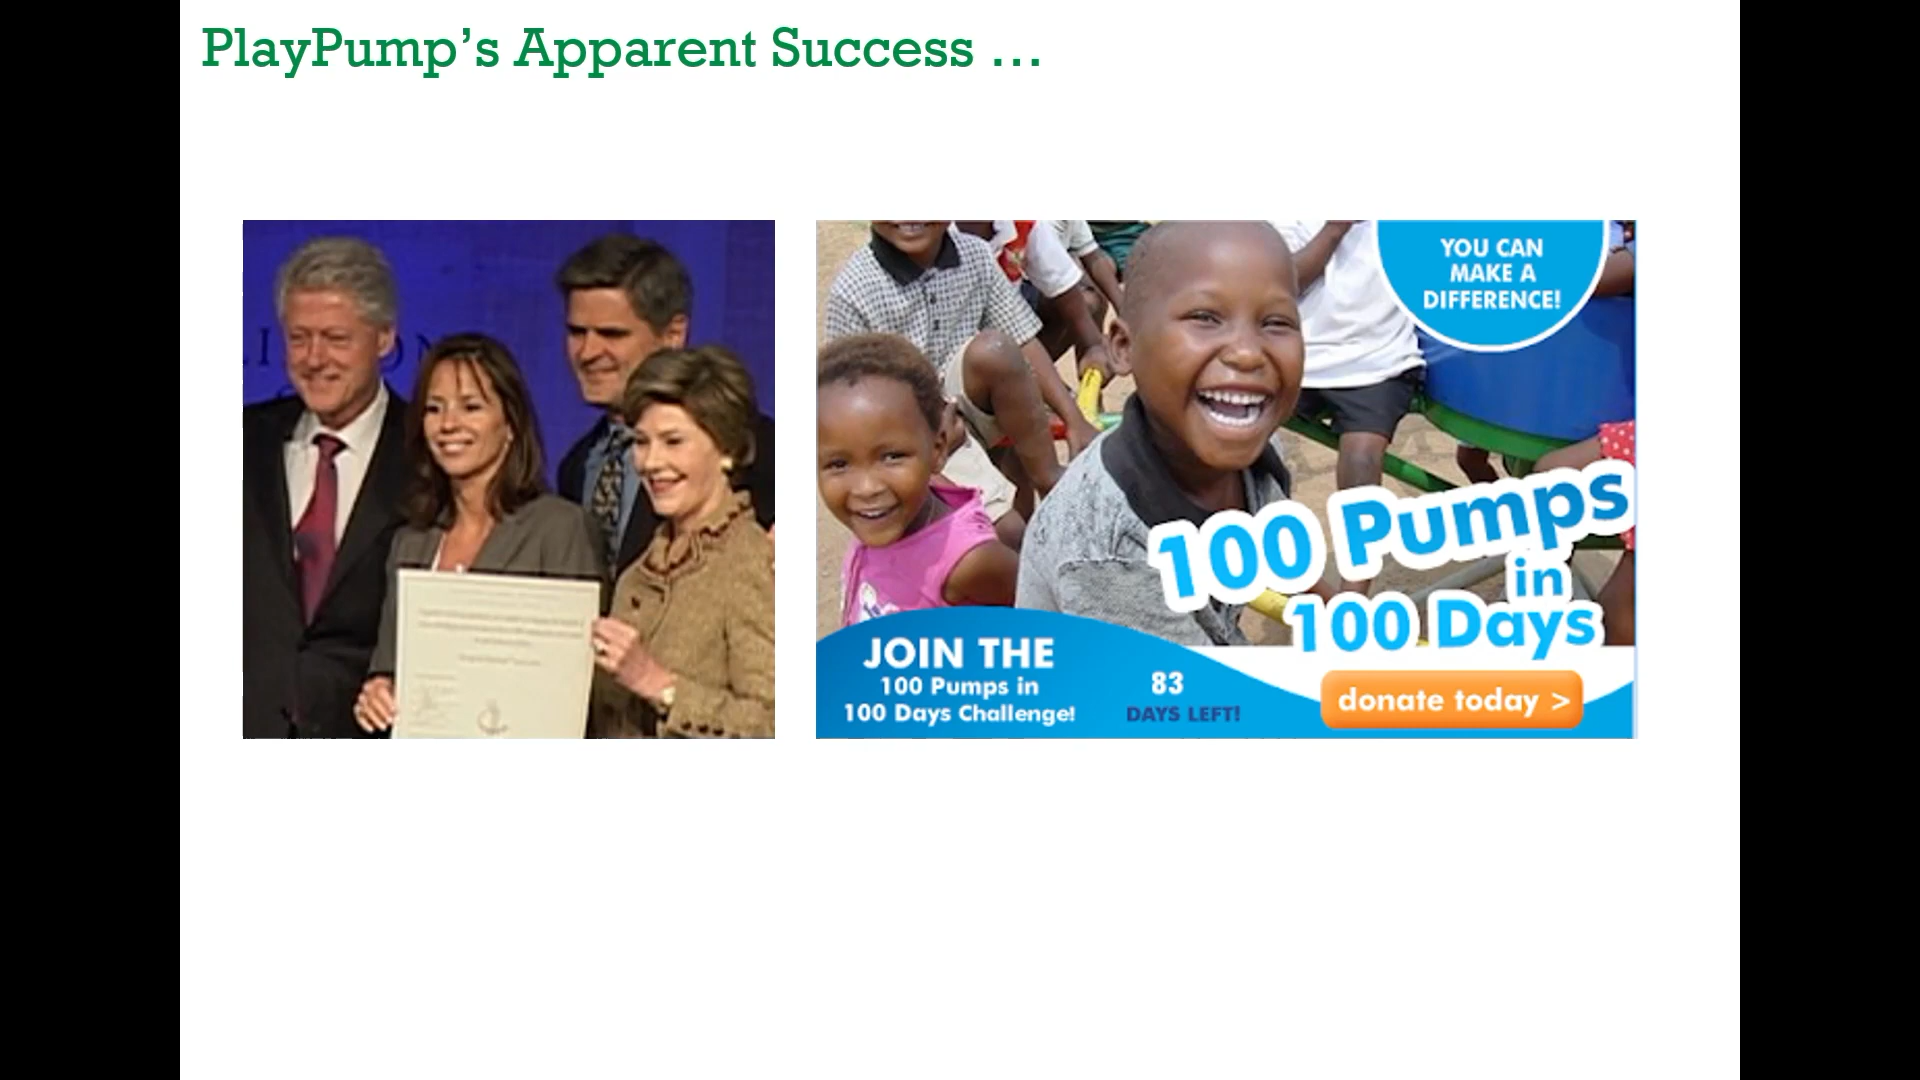 PlayPump’s Apparent Success …
YOU CAN
MAKE A
DIFFERENCE!
100 Pumps
in
100 Days
JOIN THE
100 Pumps in
100 Days Challenge!
83
DAYS LEFT!
donate today >